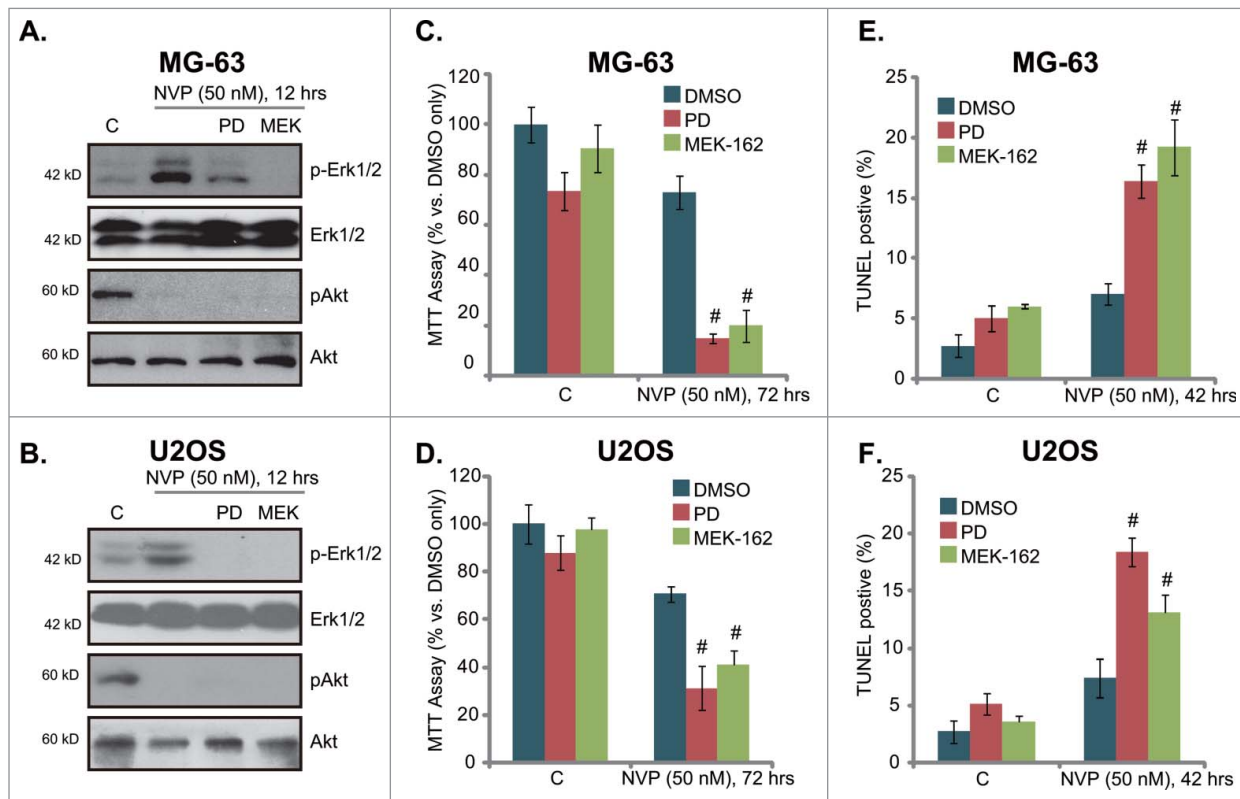 A.
MG-63
NVP (50 nM), 12 hrs
C PD MEK
42 kD p-Erk1/2
42 kD Erk1/2
60 kD pAkt
60 kD Akt
B.
U2OS
NVP (50 nM), 12 hrs
C PD MEK
42 kD p-Erk1/2
42 kD Erk1/2
60 kD pAkt
60 kD Akt
C.
MG-63
MTT Assay (% vs. DMSO only)
120
100
80
60
40
20
0
DMSO
PD
MEK-162
# #
C NVP (50 nM), 72 hrs
D.
U2OS
MTT Assay (% vs. DMSO only)
120
100
80
60
40
20
0
DMSO
PD
MEK-162
# #
C NVP (50 nM), 72 hrs
E.
MG-63
TUNEL postive (%)
25
20
15
10
5
0
DMSO
PD
MEK-162
# #
C NVP (50 nM), 42 hrs
F.
U2OS
TUNEL postive (%)
25
20
15
10
5
0
DMSO
PD
MEK-162
# #
C NVP (50 nM), 42 hrs